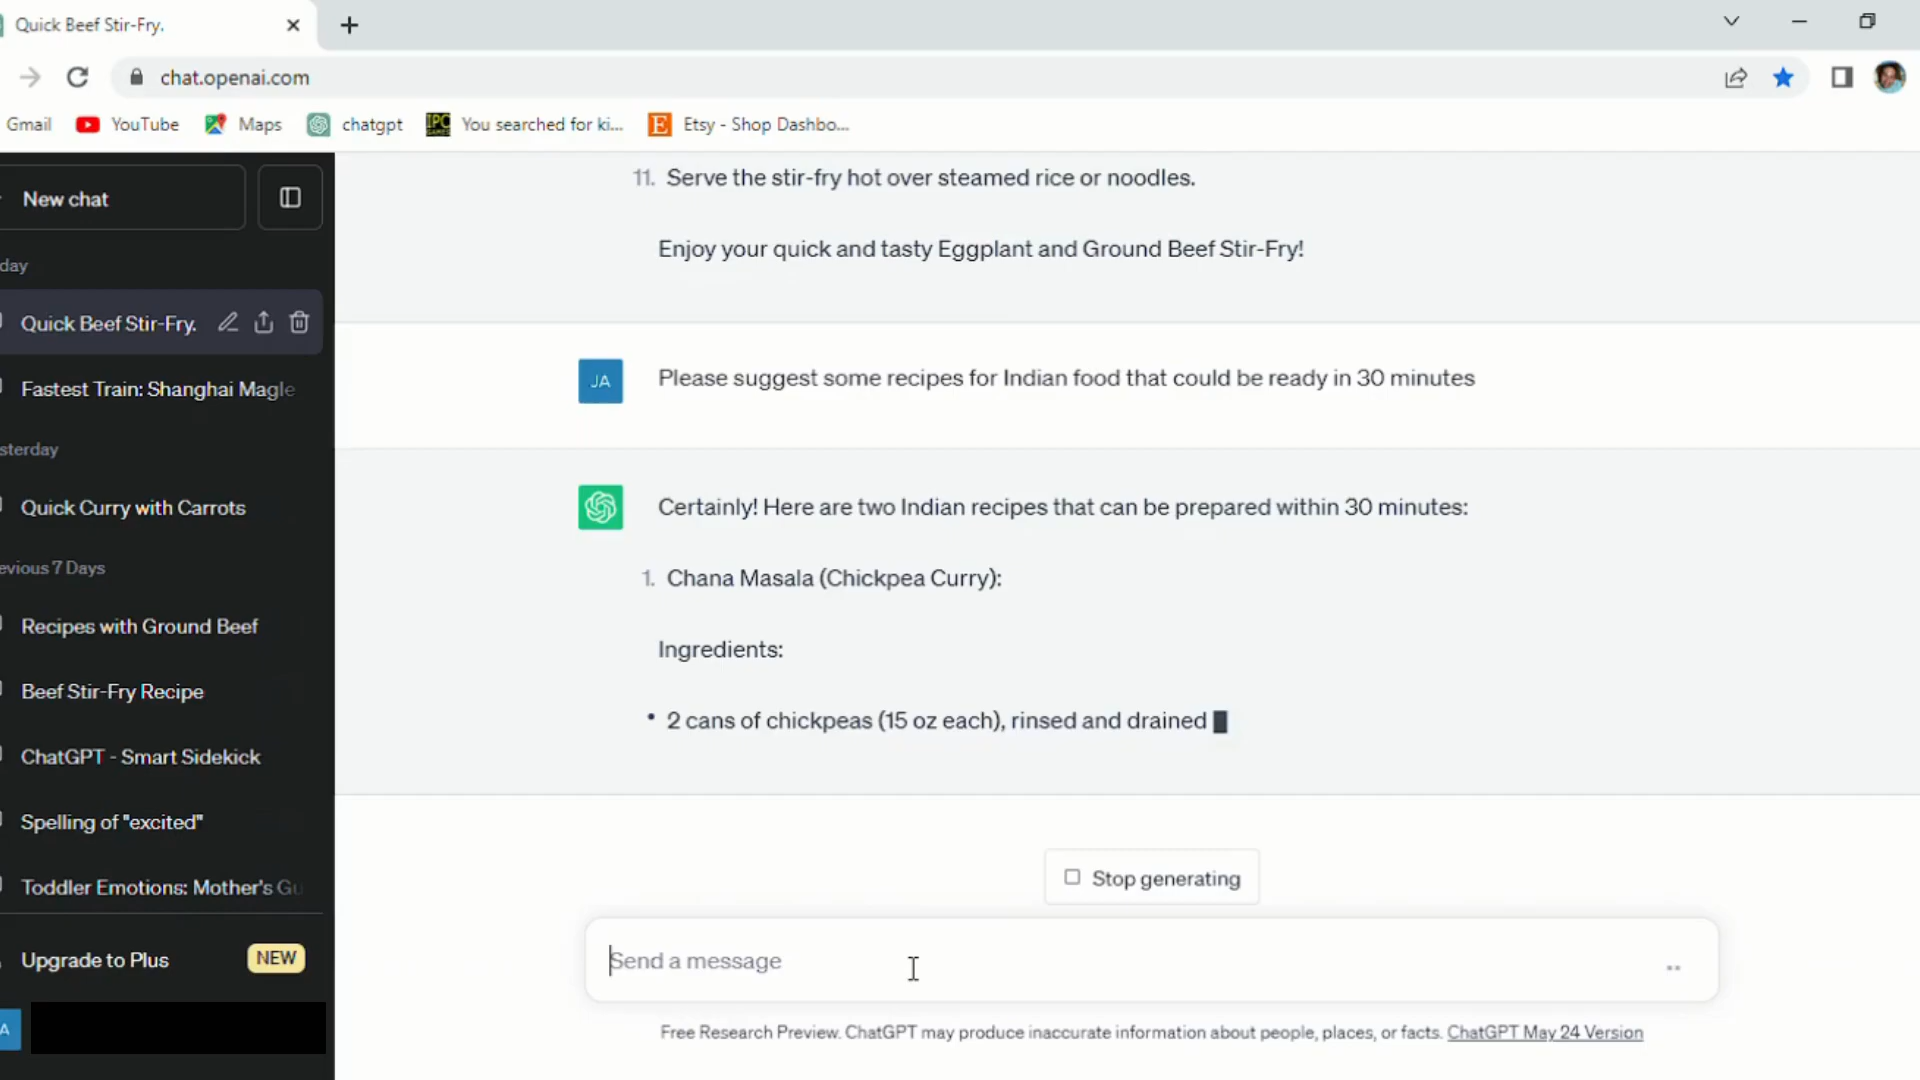 Quick Beef Stir-Fry.
chat.openai.com
Gmail
YouTube
Maps
chatgpt
IPC
GAMES
You searched for ki...
E
Etsy - Shop Dashbo...
New chat
day
Quick Beef Stir-Fry.
Fastest Train: Shanghai Magle
sterday
Quick Curry with Carrots
evious 7 Days
Recipes with Ground Beef
Beef Stir-Fry Recipe
ChatGPT - Smart Sidekick
Spelling of "excited"
Toddler Emotions: Mother's Gu
Upgrade to Plus
NEW
A
11. Serve the stir-fry hot over steamed rice or noodles.
Enjoy your quick and tasty Eggplant and Ground Beef Stir-Fry!
JA
Please suggest some recipes for Indian food that could be ready in 30 minutes
Certainly! Here are two Indian recipes that can be prepared within 30 minutes:
1. Chana Masala (Chickpea Curry):
Ingredients:
• 2 cans of chickpeas (15 oz each), rinsed and drained
Stop generating
Send a message
Free Research Preview. ChatGPT may produce inaccurate information about people, places, or facts. ChatGPT May 24 Version